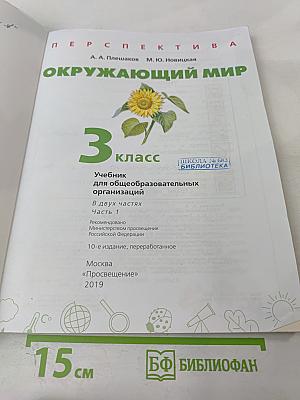 ПЕРСПЕКТИВА
А. А. Плешаков М. Ю. Новицкая
ОКРУЖАЮЩИЙ МИР
3 класс
ШКОЛА №
БИБЛИОТЕКА
Учебник
для общеобразовательных
организаций
В двух частях
Часть 1
Рекомендовано
Министерством просвещения
Российской Федерации
10-е издание, переработанное
Москва
«Просвещение»
2019
15 см
БФ БИБЛИОФАН